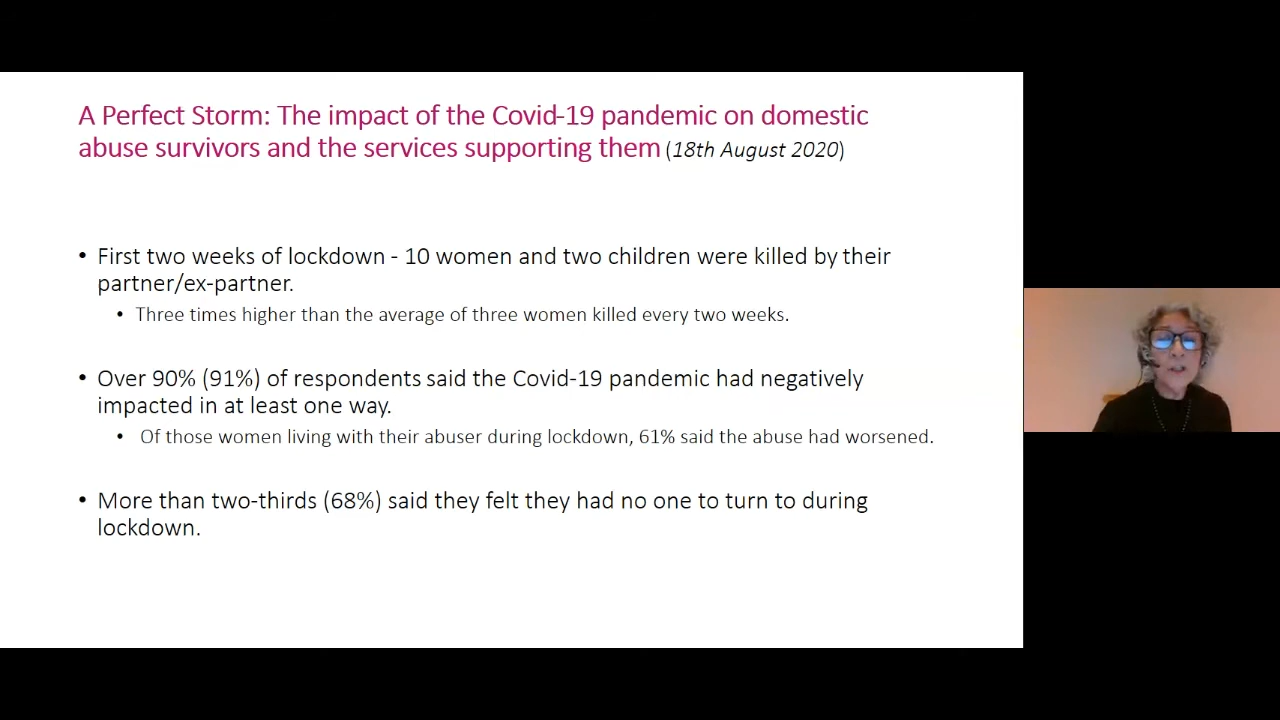 A Perfect Storm: The impact of the Covid-19 pandemic on domestic
abuse survivors and the services supporting them (18th August 2020)
• First two weeks of lockdown - 10 women and two children were killed by their
partner/ex-partner.
• Three times higher than the average of three women killed every two weeks.
• Over 90% (91%) of respondents said the Covid-19 pandemic had negatively
impacted in at least one way.
• Of those women living with their abuser during lockdown, 61% said the abuse had worsened.
• More than two-thirds (68%) said they felt they had no one to turn to during
lockdown.